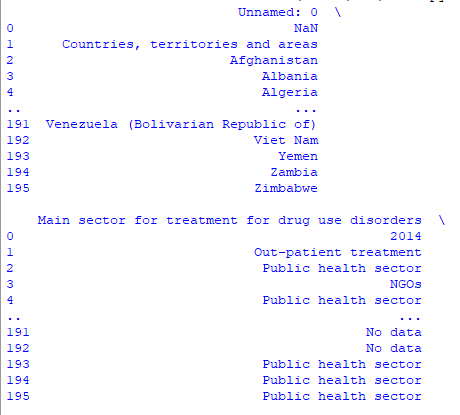 Unnamed: 0 \
0 NaN
1 Countries, territories and areas
2 Afghanistan
3 Albania
4 Algeria
.. ...
191 Venezuela (Bolivarian Republic of)
192 Viet Nam
193 Yemen
194 Zambia
195 Zimbabwe
Main sector for treatment for drug use disorders \
0 2014
1 Out-patient treatment
2 Public health sector
3 NGOs
4 Public health sector
.. ...
191 No data
192 No data
193 Public health sector
194 Public health sector
195 Public health sector